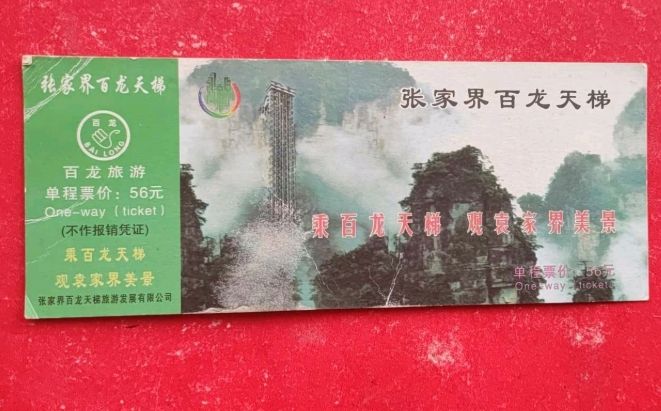 张家界百龙天梯
百龙
BAI LONG
百龙旅游
单程票价：56元
One-way（ticket）
(不作报销凭证)
乘百龙天梯
观袁家界美景
张家界百龙天梯旅游发展有限公司
张家界百龙天梯
乘百龙天梯 观袁家界美景
单程票价：56元
One-way（ticket）